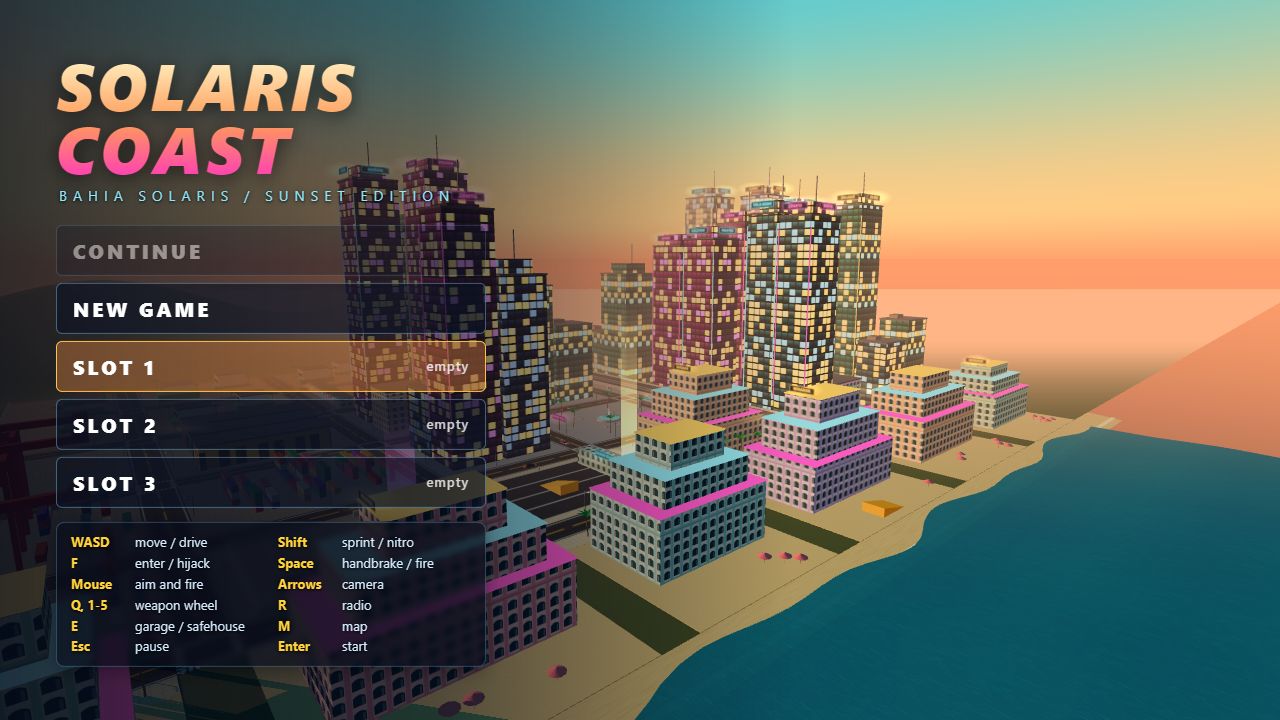 SOLARIS
COAST
BAHIA SOLARIS / SUNSET EDITION
CONTINUE
NEW GAME
SLOT 1 empty
SLOT 2 empty
SLOT 3 empty
WASD move / drive Shift sprint / nitro
F enter / hijack Space handbrake / fire
Mouse aim and fire Arrows camera
Q, 1-5 weapon wheel R radio
E garage / safehouse M map
Esc pause Enter start